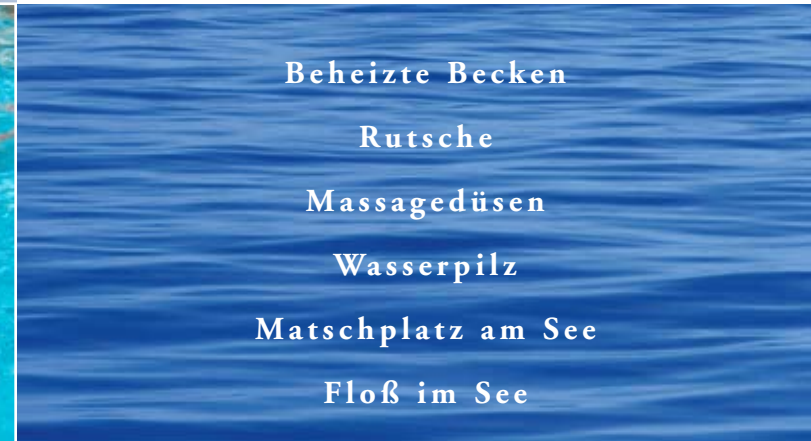 Beheizte Becken
Rutsche
Massagedüsen
Wasserpilz
Matschplatz am See
Floß im See